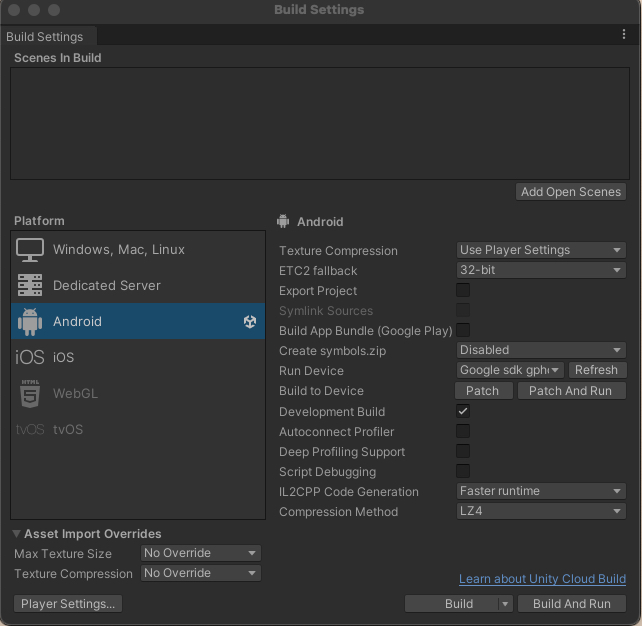 Build Settings
Build Settings
Scenes In Build
Add Open Scenes
Platform
Windows, Mac, Linux
Dedicated Server
Android
iOS iOS
HTML 5 WebGL
tvOS tvOS
Android
Texture Compression Use Player Settings
ETC2 fallback 32-bit
Export Project
Symlink Sources
Build App Bundle (Google Play)
Create symbols.zip Disabled
Run Device Google sdk gph Refresh
Build to Device Patch Patch And Run
Development Build
Autoconnect Profiler
Deep Profiling Support
Script Debugging
IL2CPP Code Generation Faster runtime
Compression Method LZ4
Asset Import Overrides
Max Texture Size No Override
Texture Compression No Override
Learn about Unity Cloud Build
Player Settings... Build Build And Run